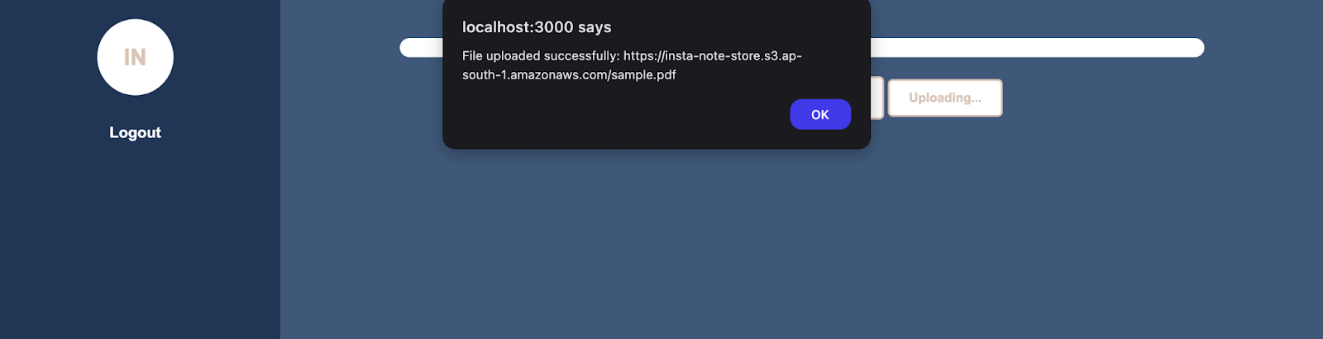 IN
Logout
localhost:3000 says
File uploaded successfully: https://insta-note-store.s3.ap-
south-1.amazonaws.com/sample.pdf
OK
Uploading...